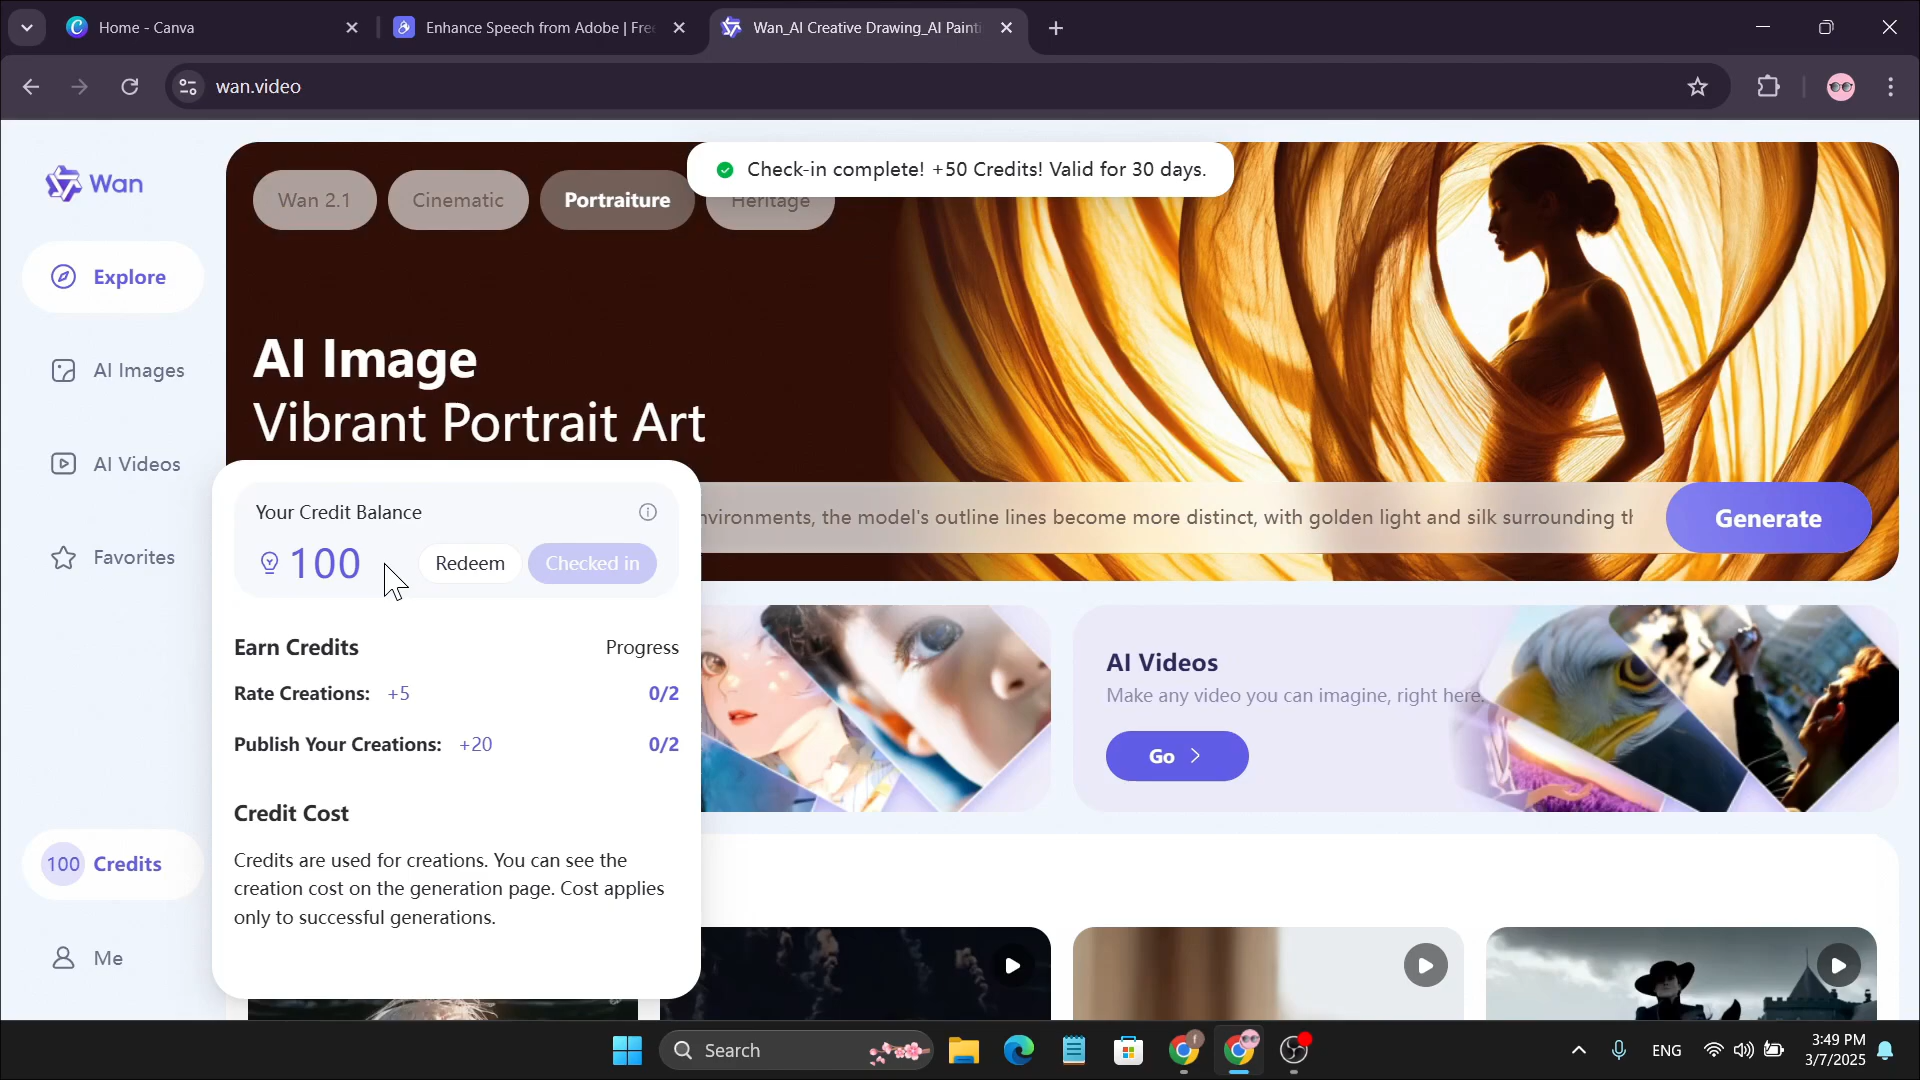 Home - Canva
Enhance Speech from Adobe | Free
Wan_AI Creative Drawing_AI Painti
wan.video
Wan
Check-in complete! +50 Credits! Valid for 30 days.
Wan 2.1
Cinematic
Portraiture
Heritage
Explore
AI Images
AI Videos
Favorites
100 Credits
Me
AI Image
Vibrant Portrait Art
nvironments, the model's outline lines become more distinct, with golden light and silk surrounding th
Generate
Your Credit Balance
100
Redeem
Checked in
Earn Credits
Progress
Rate Creations: +5
0/2
Publish Your Creations: +20
0/2
Credit Cost
Credits are used for creations. You can see the
creation cost on the generation page. Cost applies
only to successful generations.
AI Videos
Make any video you can imagine, right here.
Go
Search
ENG
3:49 PM
3/7/2025